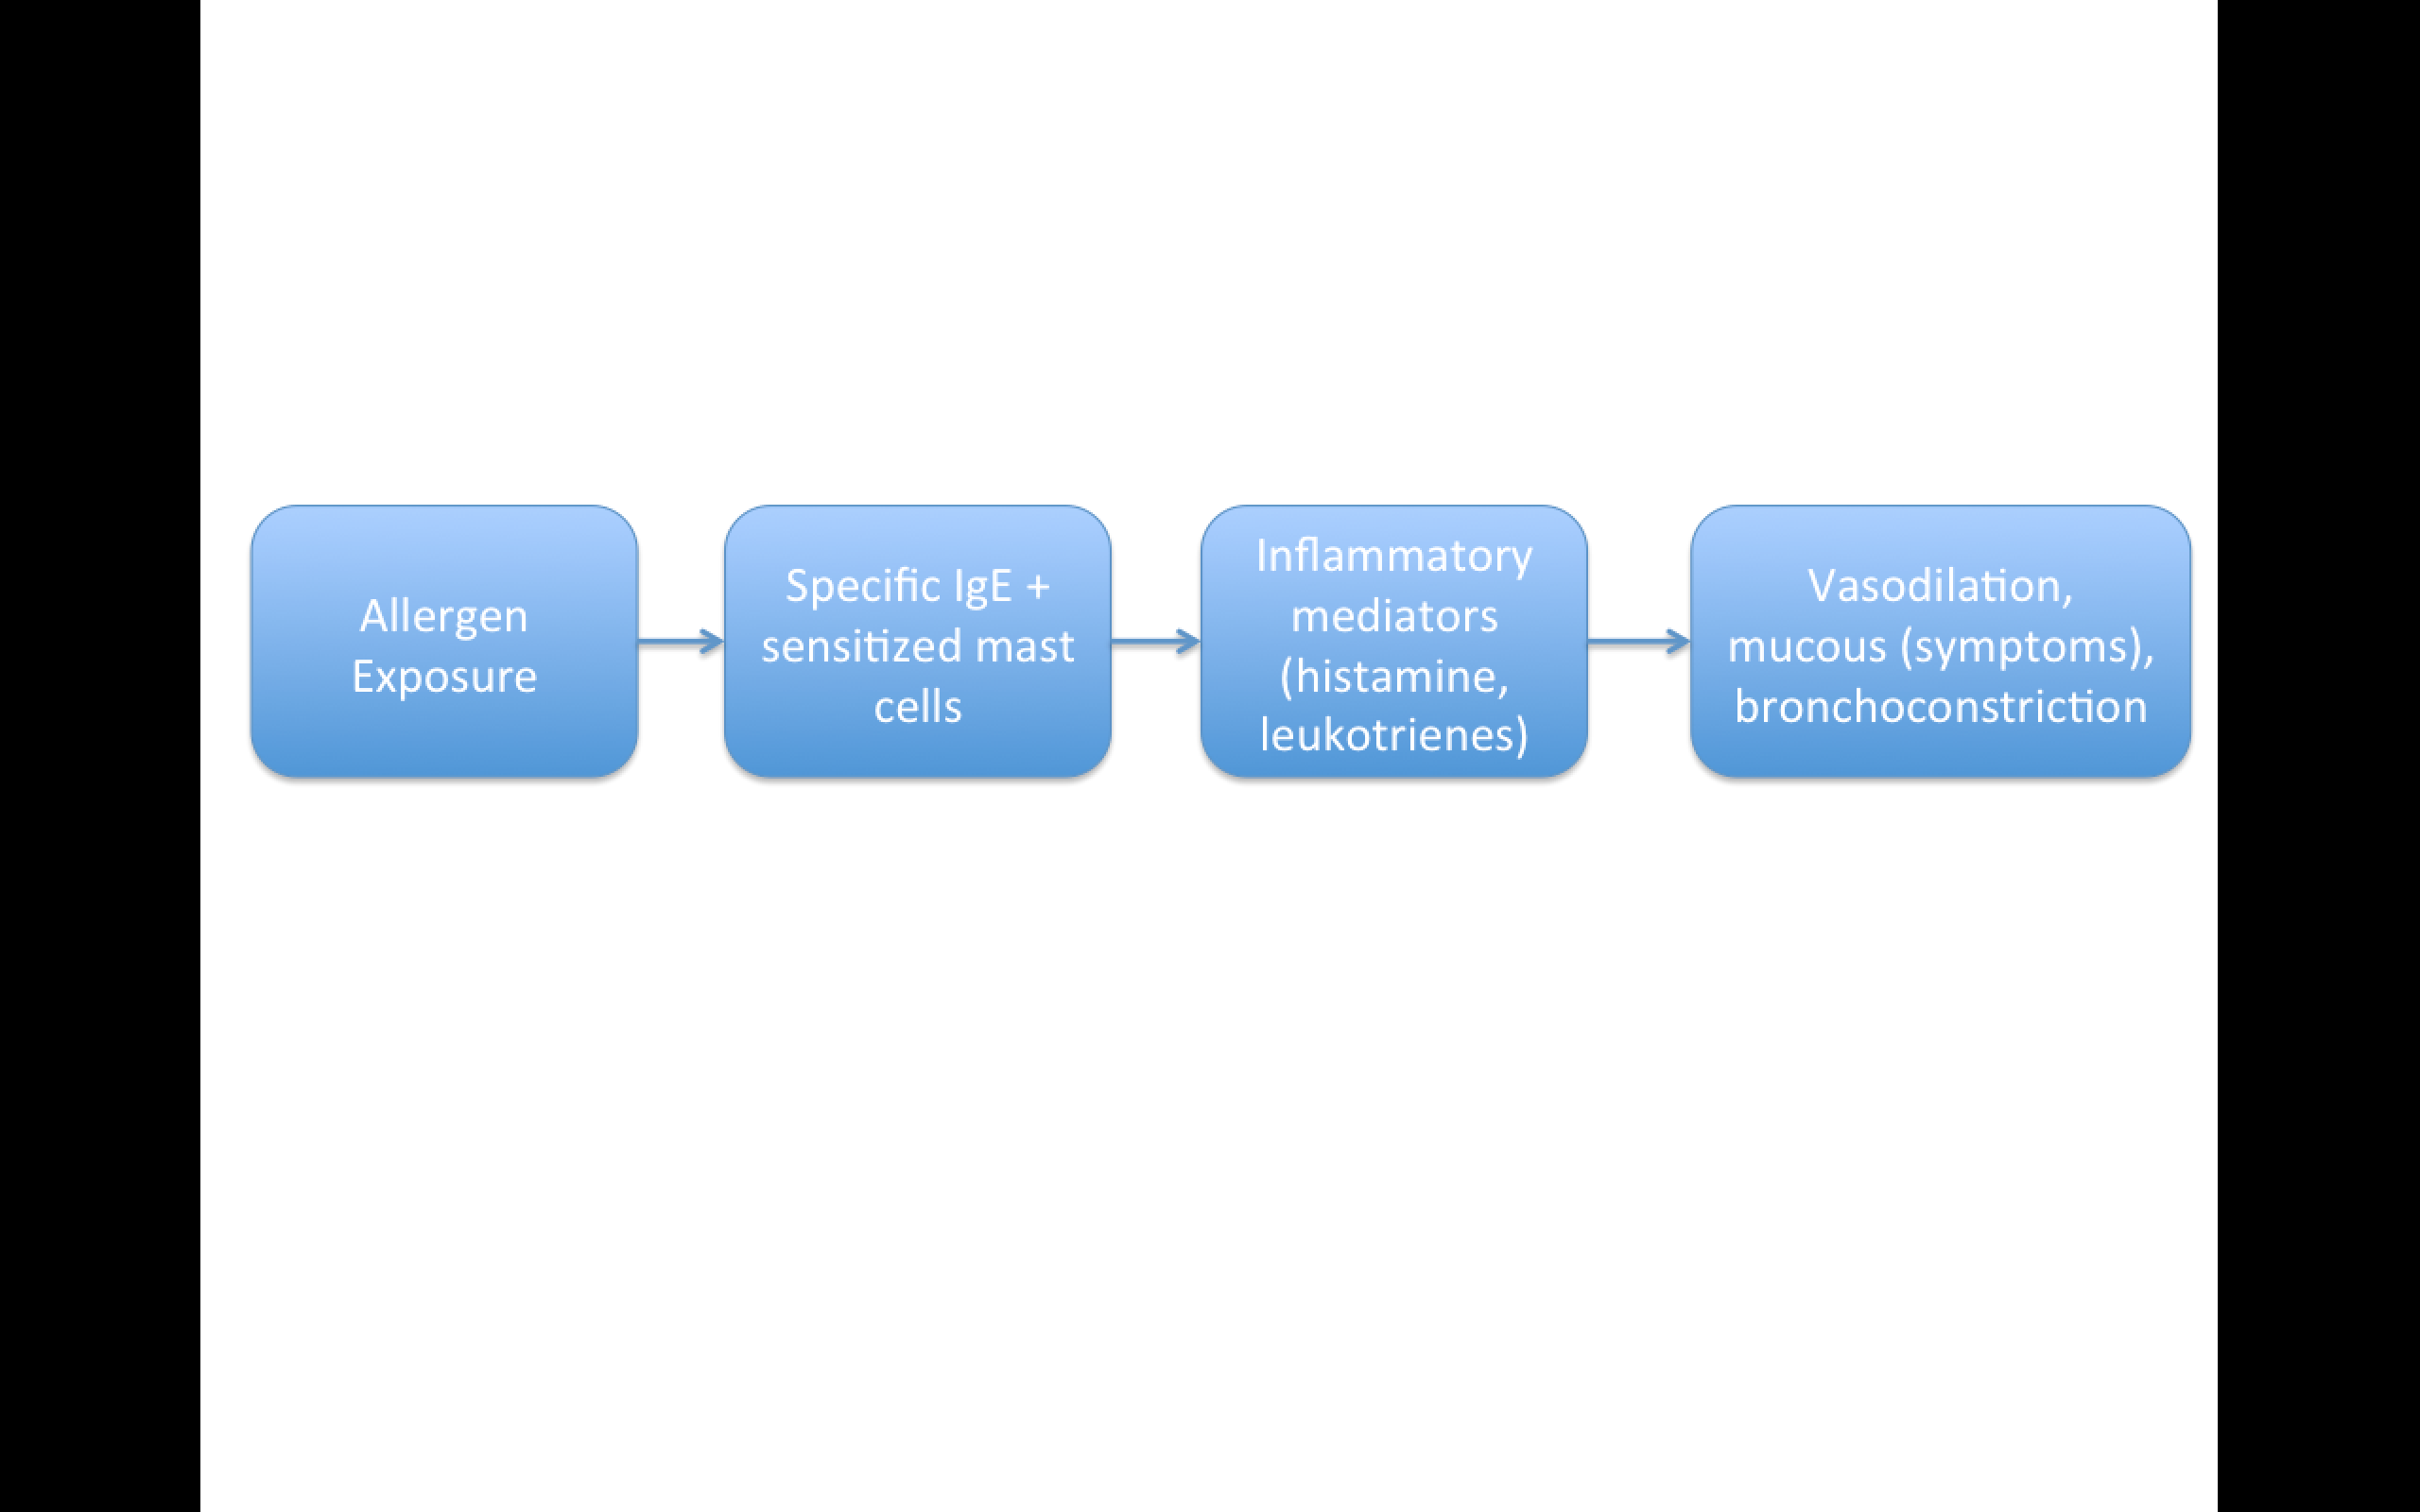 Allergen
Exposure
Specific IgE +
sensitized mast
cells
Inflammatory
mediators
(histamine,
leukotrienes)
Vasodilation,
mucous (symptoms),
bronchoconstriction